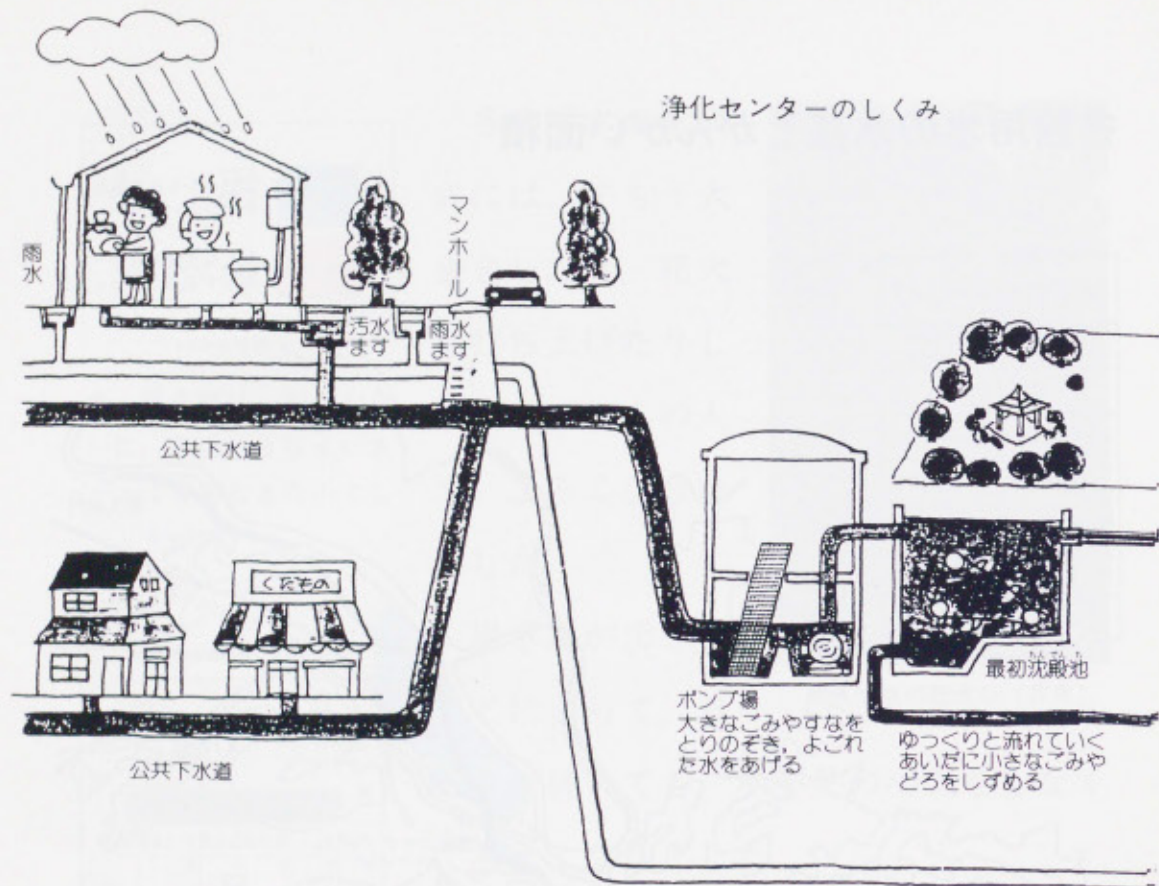 浄化センターのしくみ
雨水
マンホール
汚水
ます
雨水
ます
公共下水道
くだもの
公共下水道
ポンプ場
大きなごみやすなを
とりのぞき，よごれ
た水をあげる
最初沈殿池
ゆっくりと流れていく
あいだに小さなごみや
どろをしずめる